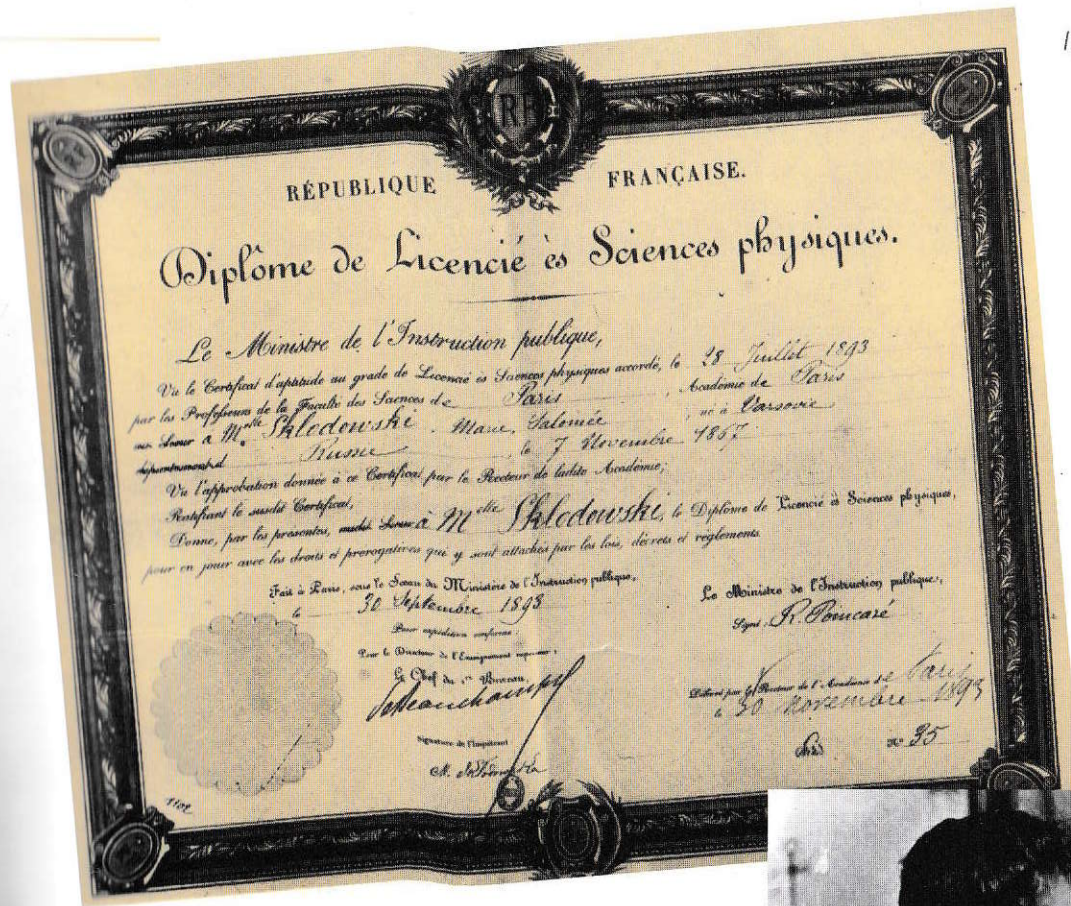 RF
RÉPUBLIQUE FRANÇAISE.
Diplôme de Licencié ès Sciences physiques.
Le Ministre de l'Instruction publique,
Vu le Certificat d'aptitude au grade de Licencié ès Sciences physiques accordé, le 28 Juillet 1893
par les Professeurs de la Faculté des Sciences de Paris, Académie de Paris
à Melle Sklodowski Marie, Salomée, né à Varsovie
Russie le 7 Novembre 1867
Vu l'approbation donnée à ce Certificat par le Recteur de ladite Académie;
Ratifiant le susdit Certificat,
Donne, par les présentes, à Melle Sklodowski, le Diplôme de Licencié ès Sciences physiques,
pour en jouir avec les droits et prérogatives qui y sont attachés par les lois, décrets et règlements.
Fait à Paris, sous le Sceau du Ministère de l'Instruction publique,
le 30 Septembre 1893
Pour expédition conforme:
Pour le Directeur de l'Enseignement supérieur:
Le Chef du 1er Bureau,
Signature de l'Impétrant
Le Ministre de l'Instruction publique,
Signé: R. Poincaré
Délivré par le Recteur de l'Académie de Paris
le 30 novembre 1893
No 35